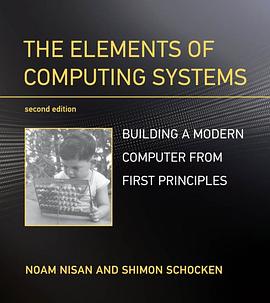 THE ELEMENTS OF
COMPUTING SYSTEMS
second edition
BUILDING A MODERN
COMPUTER FROM
FIRST PRINCIPLES
NOAM NISAN AND SHIMON SCHOCKEN